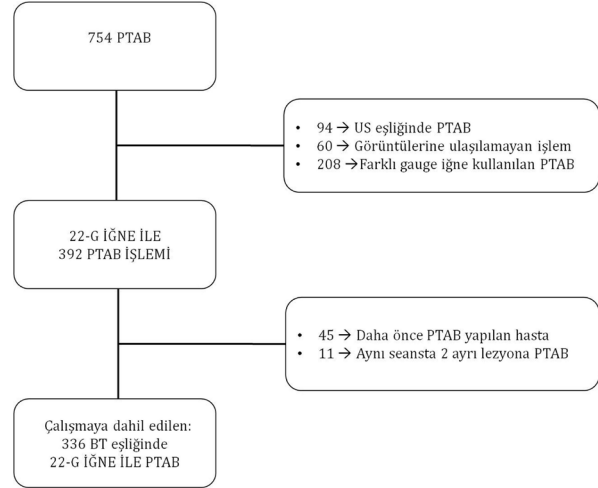 754 PTAB
• 94 → US eşliğinde PTAB
• 60 → Görüntülerine ulaşılamayan işlem
• 208 →Farklı gauge iğne kullanılan PTAB
22-G İĞNE İLE
392 PTAB İŞLEMİ
• 45 → Daha önce PTAB yapılan hasta
• 11 → Aynı seansta 2 ayrı lezyona PTAB
Çalışmaya dahil edilen:
336 BT eşliğinde
22-G İĞNE İLE PTAB